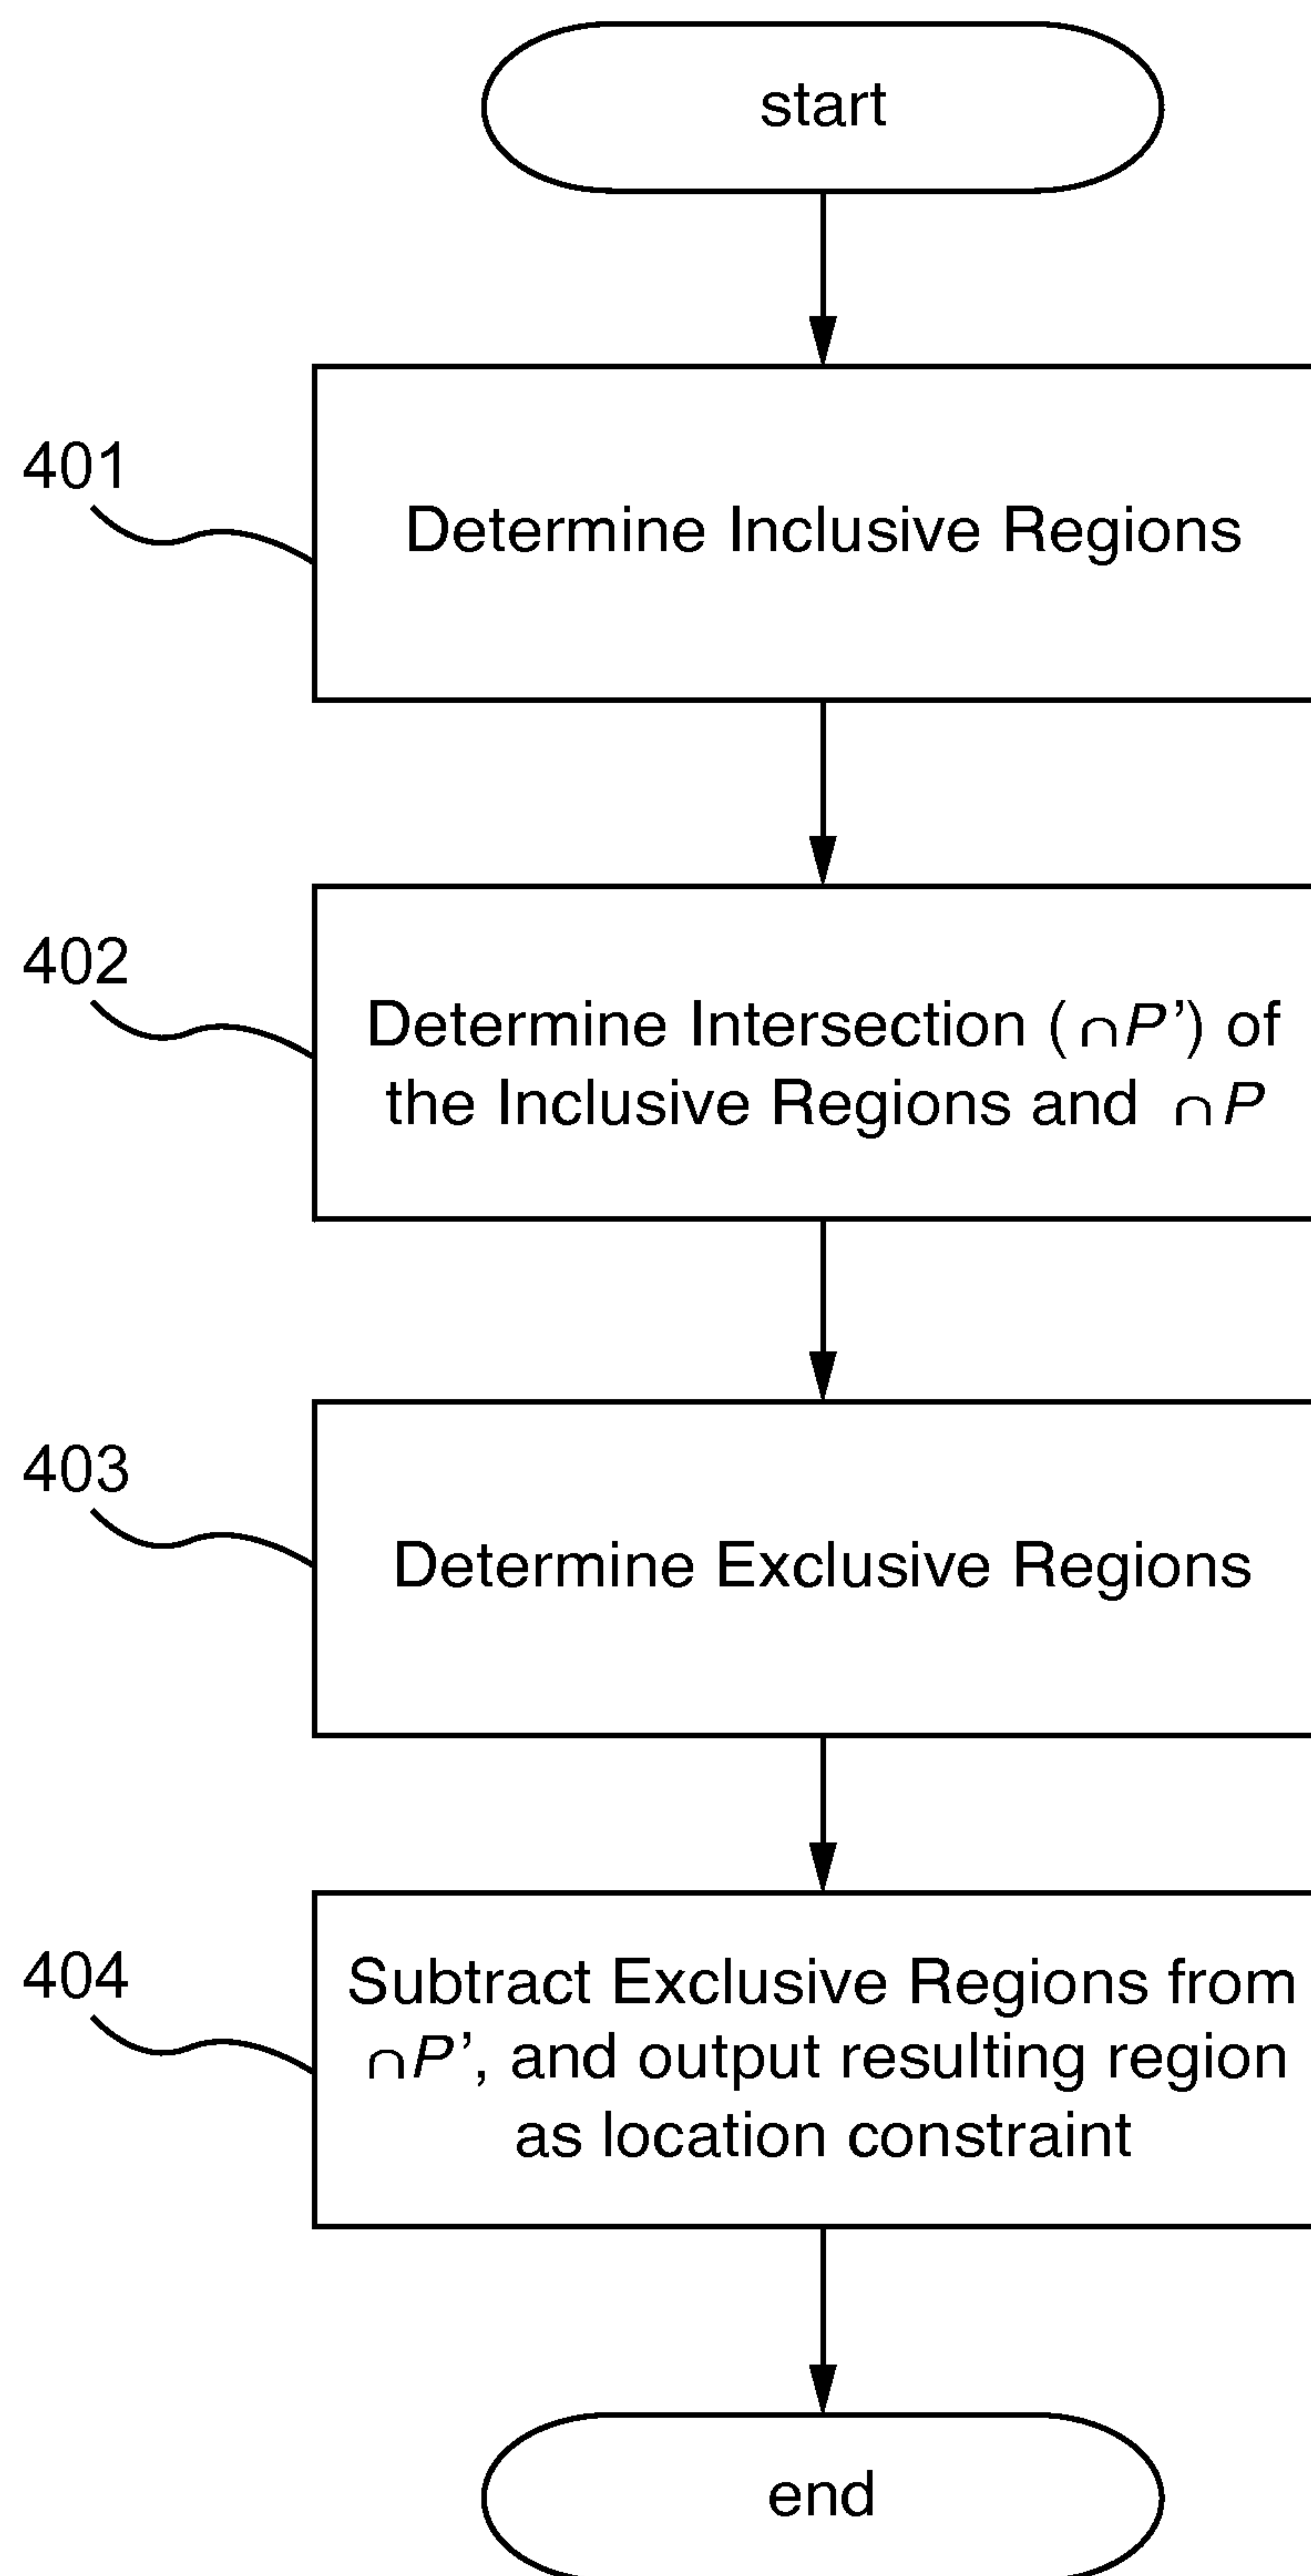 start
401
Determine Inclusive Regions
402
Determine Intersection (∩P’) of
the Inclusive Regions and ∩P
403
Determine Exclusive Regions
404
Subtract Exclusive Regions from
∩P’, and output resulting region
as location constraint
end